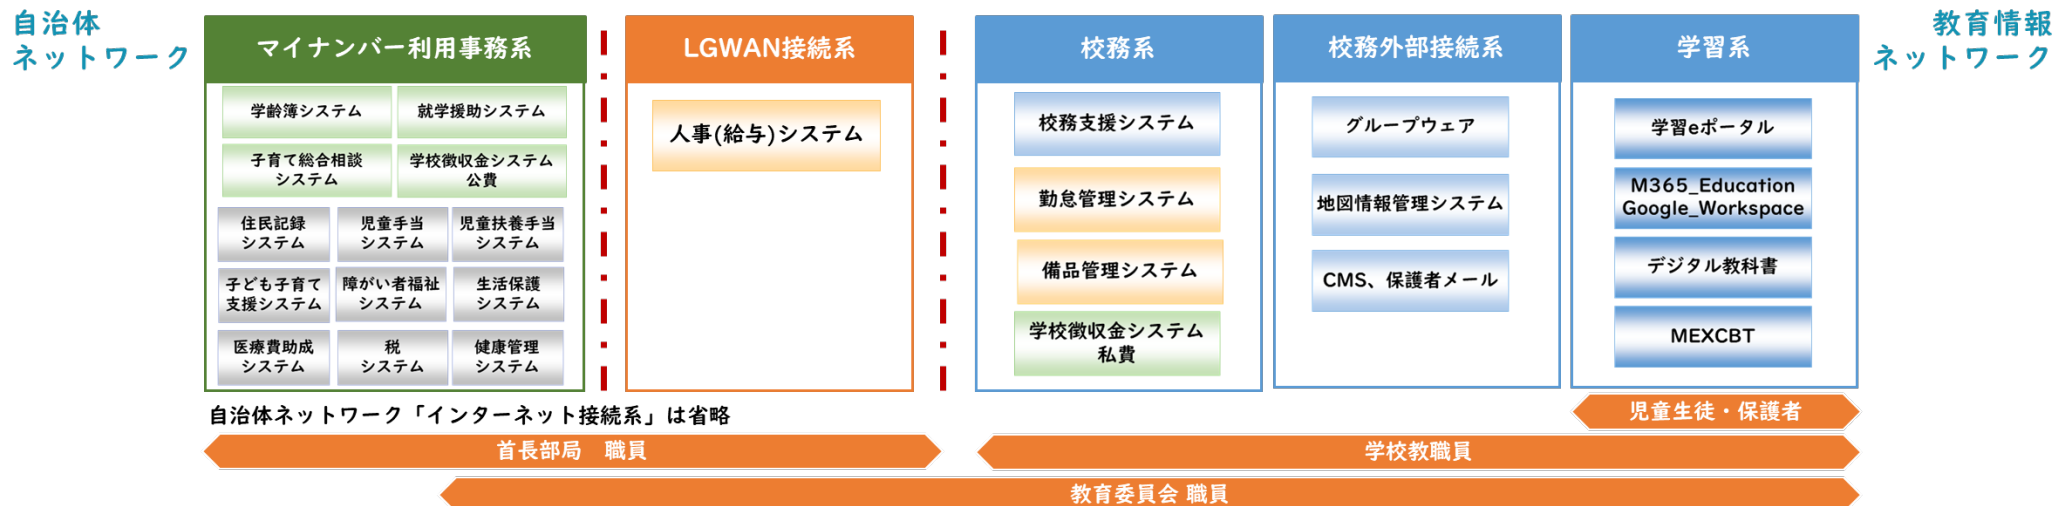 自治体
ネットワーク
マイナンバー利用事務系
学齢簿システム
就学援助システム
子育て総合相談
システム
学校徴収金システム
公費
住民記録
システム
児童手当
システム
児童扶養手当
システム
子ども子育て
支援システム
障がい者福祉
システム
生活保護
システム
医療費助成
システム
税
システム
健康管理
システム
LGWAN接続系
人事(給与)システム
校務系
校務支援システム
勤怠管理システム
備品管理システム
学校徴収金システム
私費
校務外部接続系
グループウェア
地図情報管理システム
CMS、保護者メール
学習系
学習eポータル
M365_Education
Google_Workspace
デジタル教科書
MEXCBT
教育情報
ネットワーク
自治体ネットワーク「インターネット接続系」は省略
児童生徒・保護者
首長部局　職員
学校教職員
教育委員会 職員